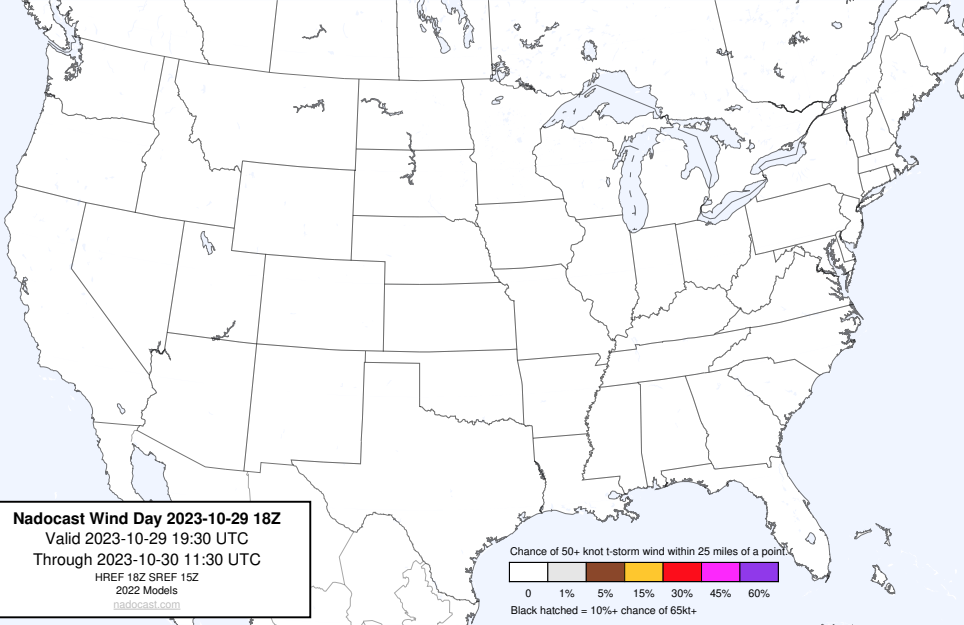 Nadocast Wind Day 2023-10-29 18Z
Valid 2023-10-29 19:30 UTC
Through 2023-10-30 11:30 UTC
HREF 18Z SREF 15Z
2022 Models
nadocast.com
Chance of 50+ knot t-storm wind within 25 miles of a point.
0 1% 5% 15% 30% 45% 60%
Black hatched = 10%+ chance of 65kt+